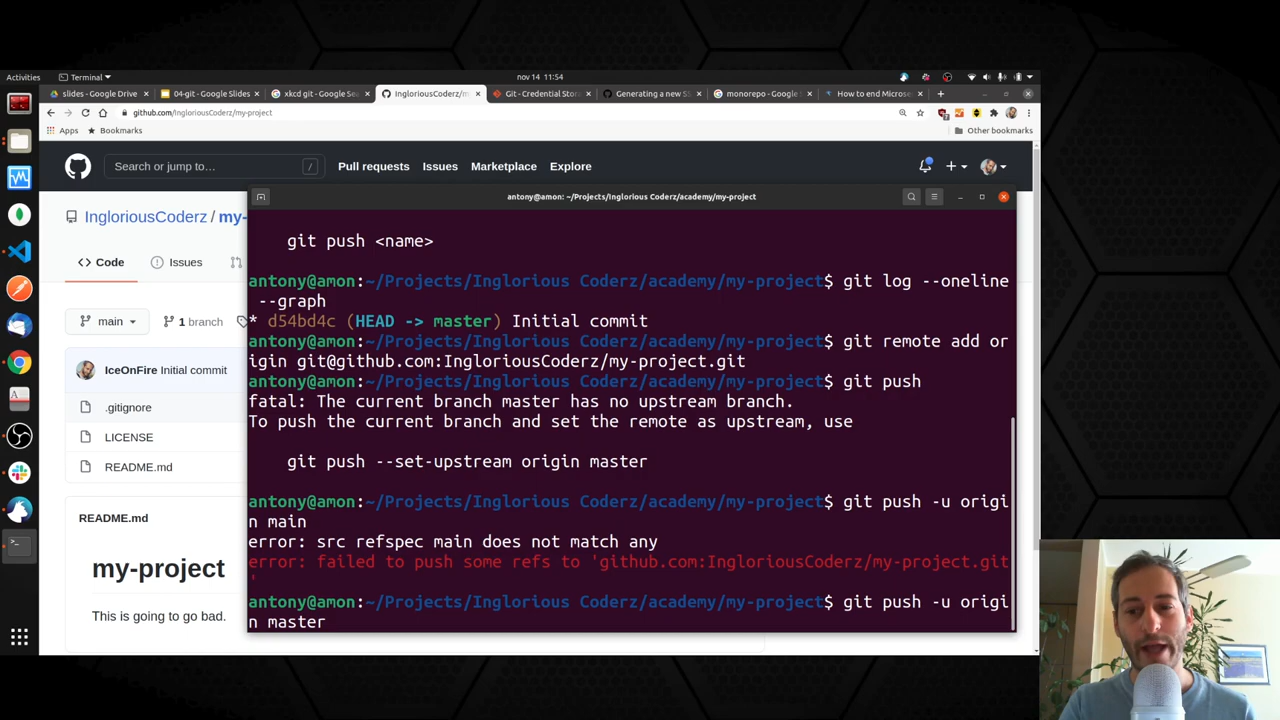 Activities
Terminal
nov 14 11:54
slides - Google Drive
04-git - Google Slides
xkcd git - Google Sea
IngloriousCoderz/m
Git - Credential Stora
Generating a new SS
monorepo - Google S
How to end Microse
github.com/IngloriousCoderz/my-project
Apps
Bookmarks
Other bookmarks
Search or jump to...
/
Pull requests
Issues
Marketplace
Explore
antony@amon: ~/Projects/Inglorious Coderz/academy/my-project
IngloriousCoderz / my-
Code
Issues
main
1 branch
IceOnFire Initial commit
.gitignore
LICENSE
README.md
README.md
my-project
This is going to go bad.
git push <name>
antony@amon:~/Projects/Inglorious Coderz/academy/my-project$ git log --oneline
--graph
* d54bd4c (HEAD -> master) Initial commit
antony@amon:~/Projects/Inglorious Coderz/academy/my-project$ git remote add or
igin git@github.com:IngloriousCoderz/my-project.git
antony@amon:~/Projects/Inglorious Coderz/academy/my-project$ git push
fatal: The current branch master has no upstream branch.
To push the current branch and set the remote as upstream, use
git push --set-upstream origin master
antony@amon:~/Projects/Inglorious Coderz/academy/my-project$ git push -u origi
n main
error: src refspec main does not match any
error: failed to push some refs to 'github.com:IngloriousCoderz/my-project.git
'
antony@amon:~/Projects/Inglorious Coderz/academy/my-project$ git push -u origi
n master